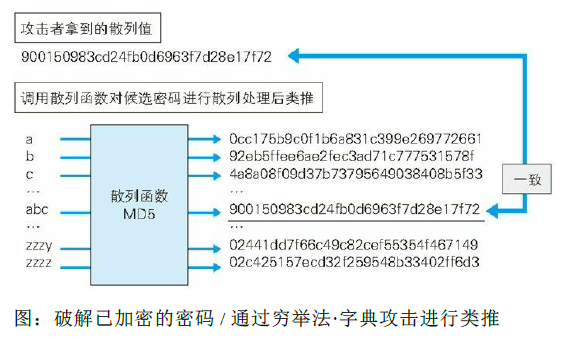 攻击者拿到的散列值
900150983cd24fb0d6963f7d28e17f72
调用散列函数对候选密码进行散列处理后类推
a 0cc175b9c0f1b6a831c399e269772661
b 92eb5ffee6ae2fec3ad71c777531578f
c 4a8a08f09d37b73795649038408b5f33
… …
abc 900150983cd24fb0d6963f7d28e17f72
… …
zzzy 02441dd7f66c49c82cef55354f467149
zzzz 02c425157ecd32f259548b33402ff6d3
散列函数
MD5
一致
图：破解已加密的密码 / 通过穷举法·字典攻击进行类推